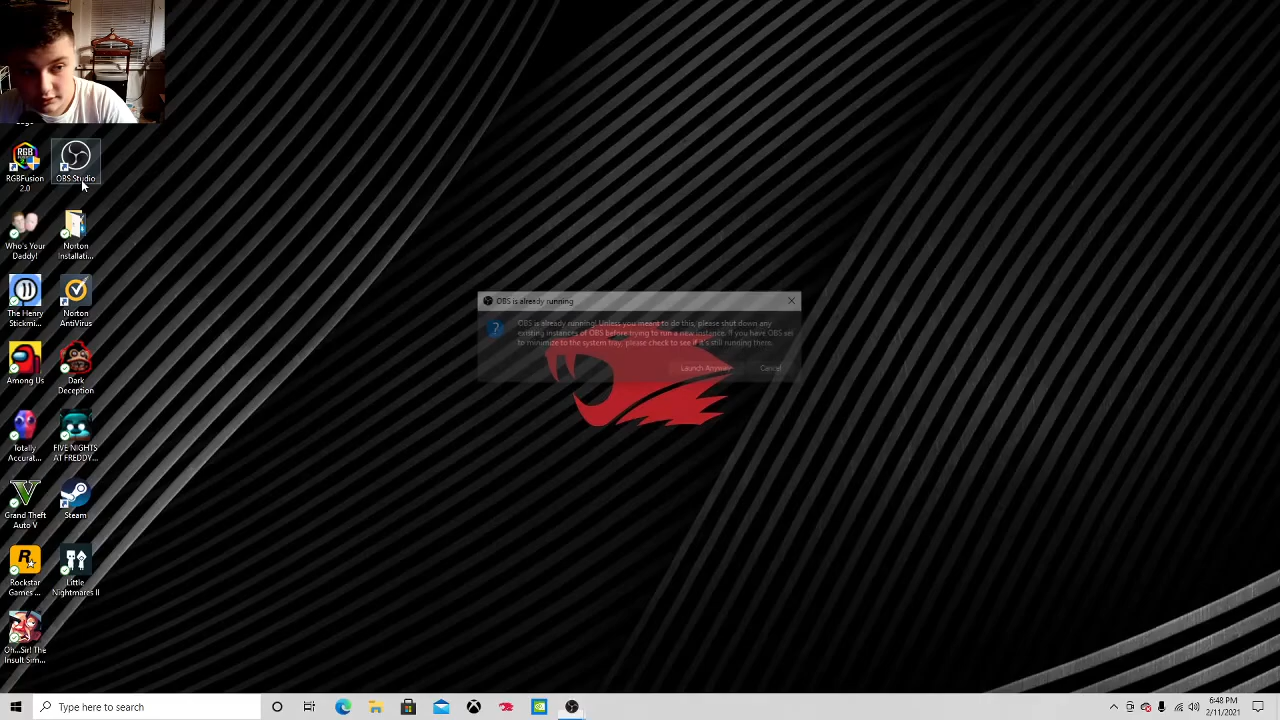 RGBFusion
2.0
OBS Studio
Who's Your
Daddy!
Norton
Installati...
The Henry
Stickmi...
Norton
AntiVirus
Among Us
Dark
Deception
Totally
Accurat...
FIVE NIGHTS
AT FREDDY...
Grand Theft
Auto V
Steam
Rockstar
Games ...
Little
Nightmares II
Oh...Sir! The
Insult Sim...
OBS is already running
OBS is already running! Unless you meant to do this, please shut down any
existing instances of OBS before trying to run a new instance. If you have OBS set
to minimize to the system tray, please check to see if it's still running there.
Launch Anyway
Cancel
Type here to search
6:48 PM
2/11/2021